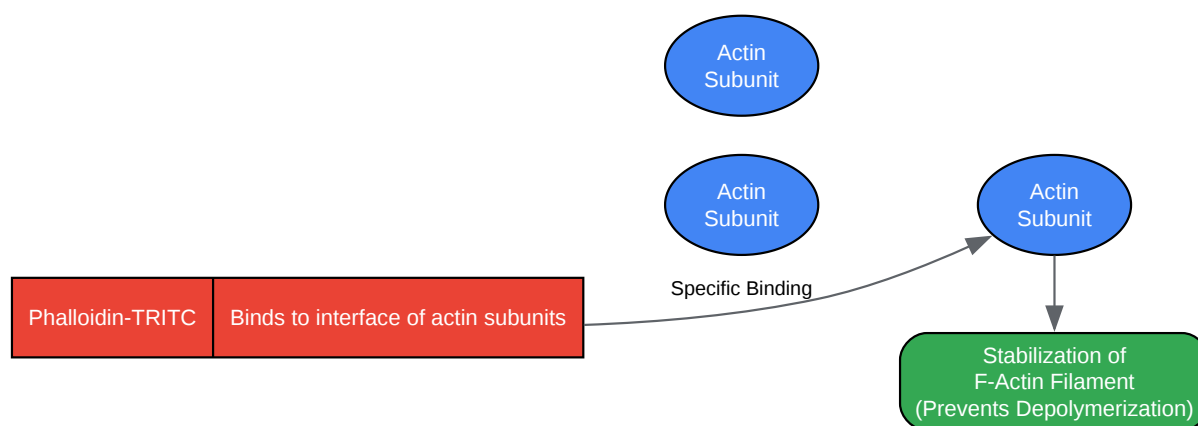 Actin
Subunit
Actin
Subunit
Actin
Subunit
Specific Binding
Phalloidin-TRITC
Binds to interface of actin subunits
Stabilization of
F-Actin Filament
(Prevents Depolymerization)